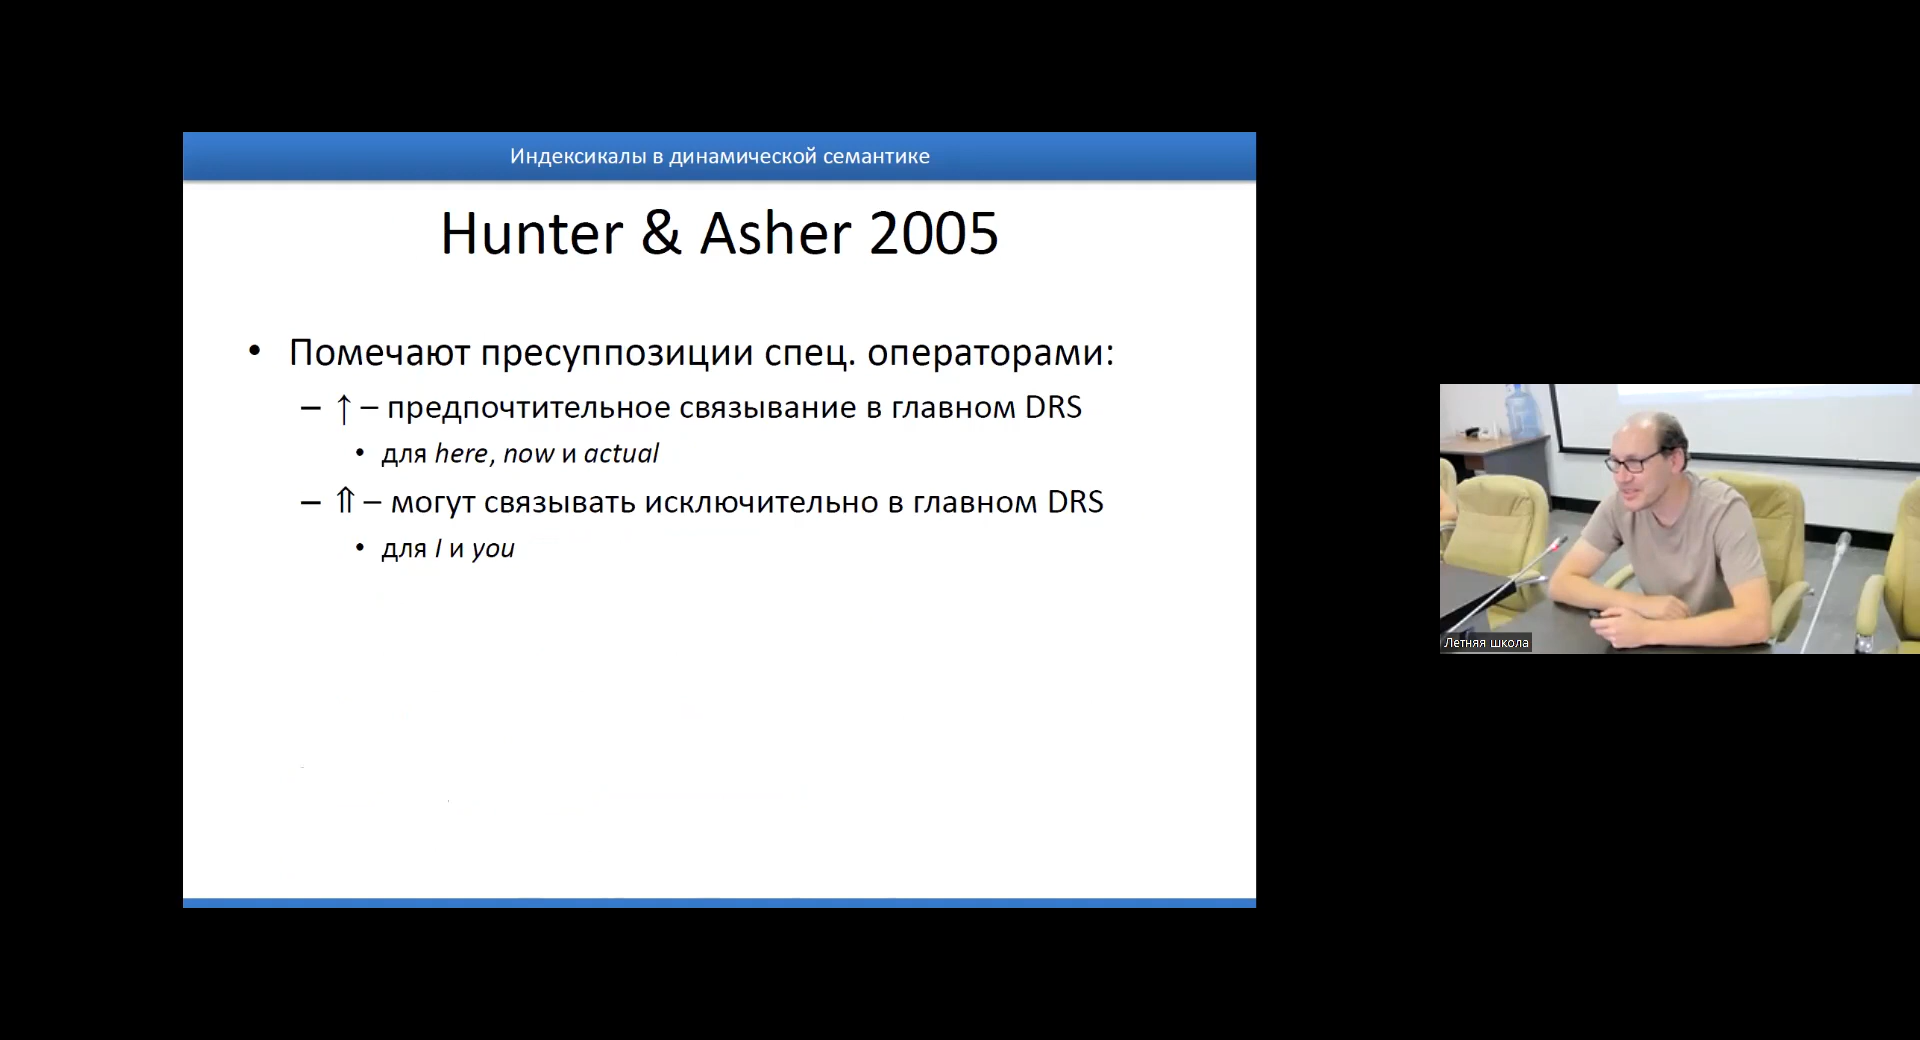 Индексикалы в динамической семантике
Hunter & Asher 2005
• Помечают пресуппозиции спец. операторами:
– ↑ – предпочтительное связывание в главном DRS
• для here, now и actual
– ⇑ – могут связывать исключительно в главном DRS
• для I и you
Летняя школа